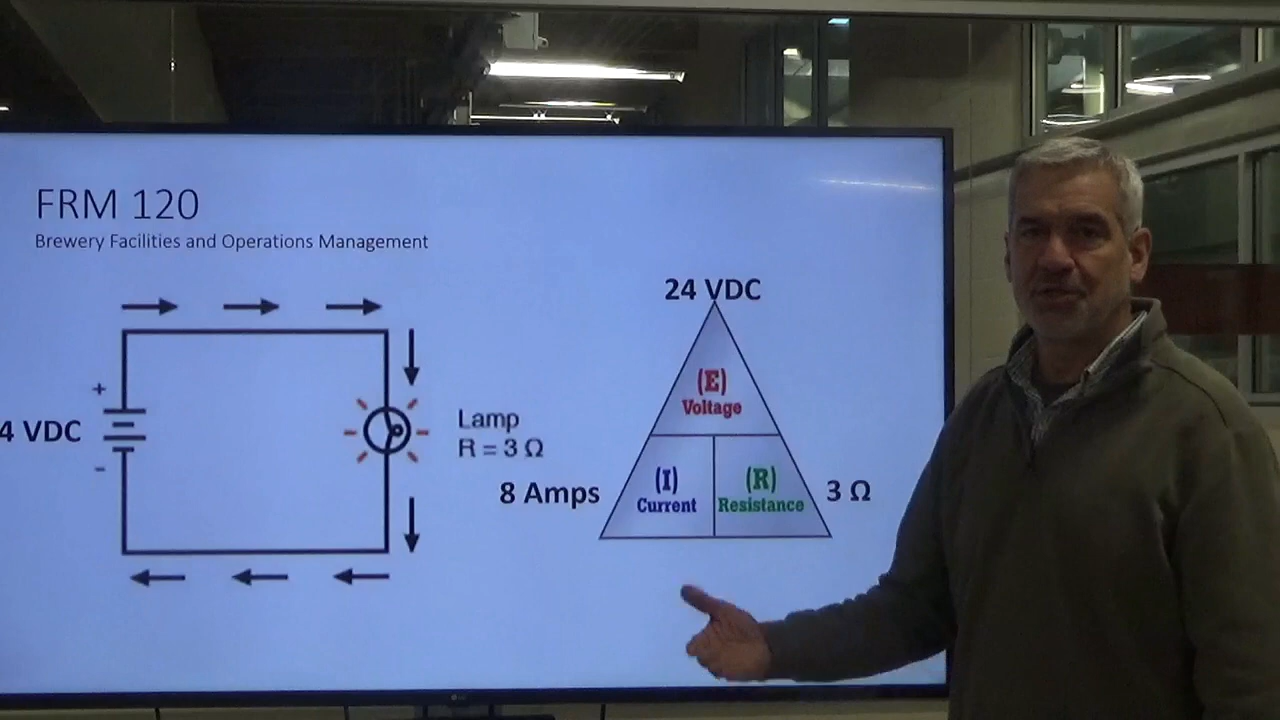 FRM 120
Brewery Facilities and Operations Management
24 VDC
+
4 VDC
-
Lamp
R = 3 Ω
(E)
Voltage
8 Amps
(I)
Current
(R)
Resistance
3 Ω
LG